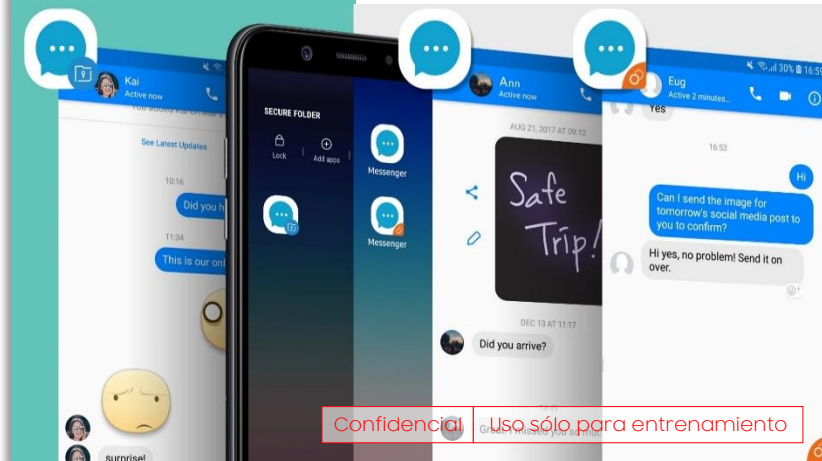 Kai
Active now
See Latest Updates
10:16
Did you h
11:34
This is our onl
surprise!
SECURE FOLDER
Lock
Add apps
Messenger
Messenger
Ann
Active now
AUG 21, 2017 AT 09:12
Safe
Trip!
DEC 13 AT 11:17
Did you arrive?
30% 16:59
Eug
Active 2 minutes...
Yes
16:53
Hi
Can I send the image for
tomorrow's social media post to
you to confirm?
Hi yes, no problem! Send it on
over.
Confidencial
Uso sólo para entrenamiento